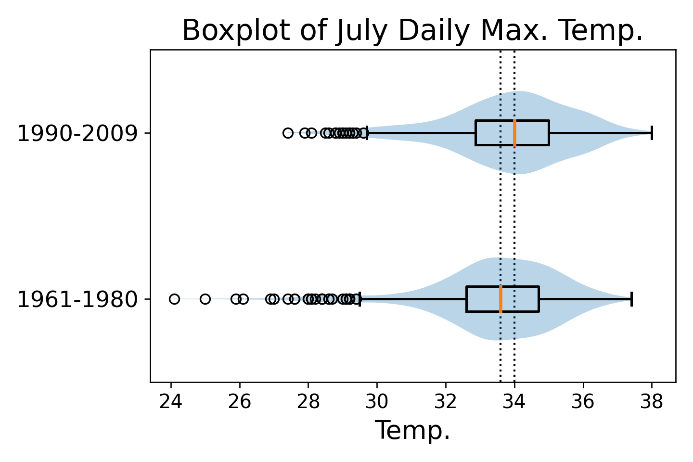 Boxplot of July Daily Max. Temp.
1990-2009
1961-1980
24 26 28 30 32 34 36 38
Temp.